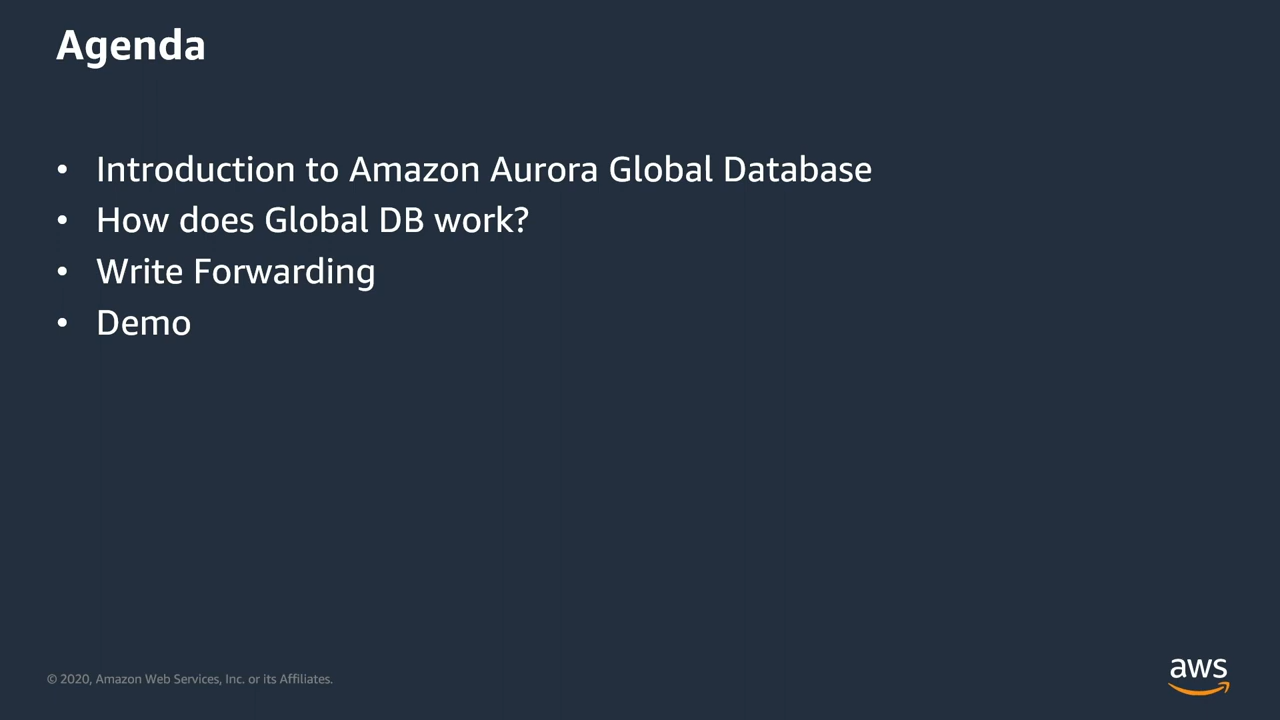 Agenda
• Introduction to Amazon Aurora Global Database
• How does Global DB work?
• Write Forwarding
• Demo
© 2020, Amazon Web Services, Inc. or its Affiliates.
aws